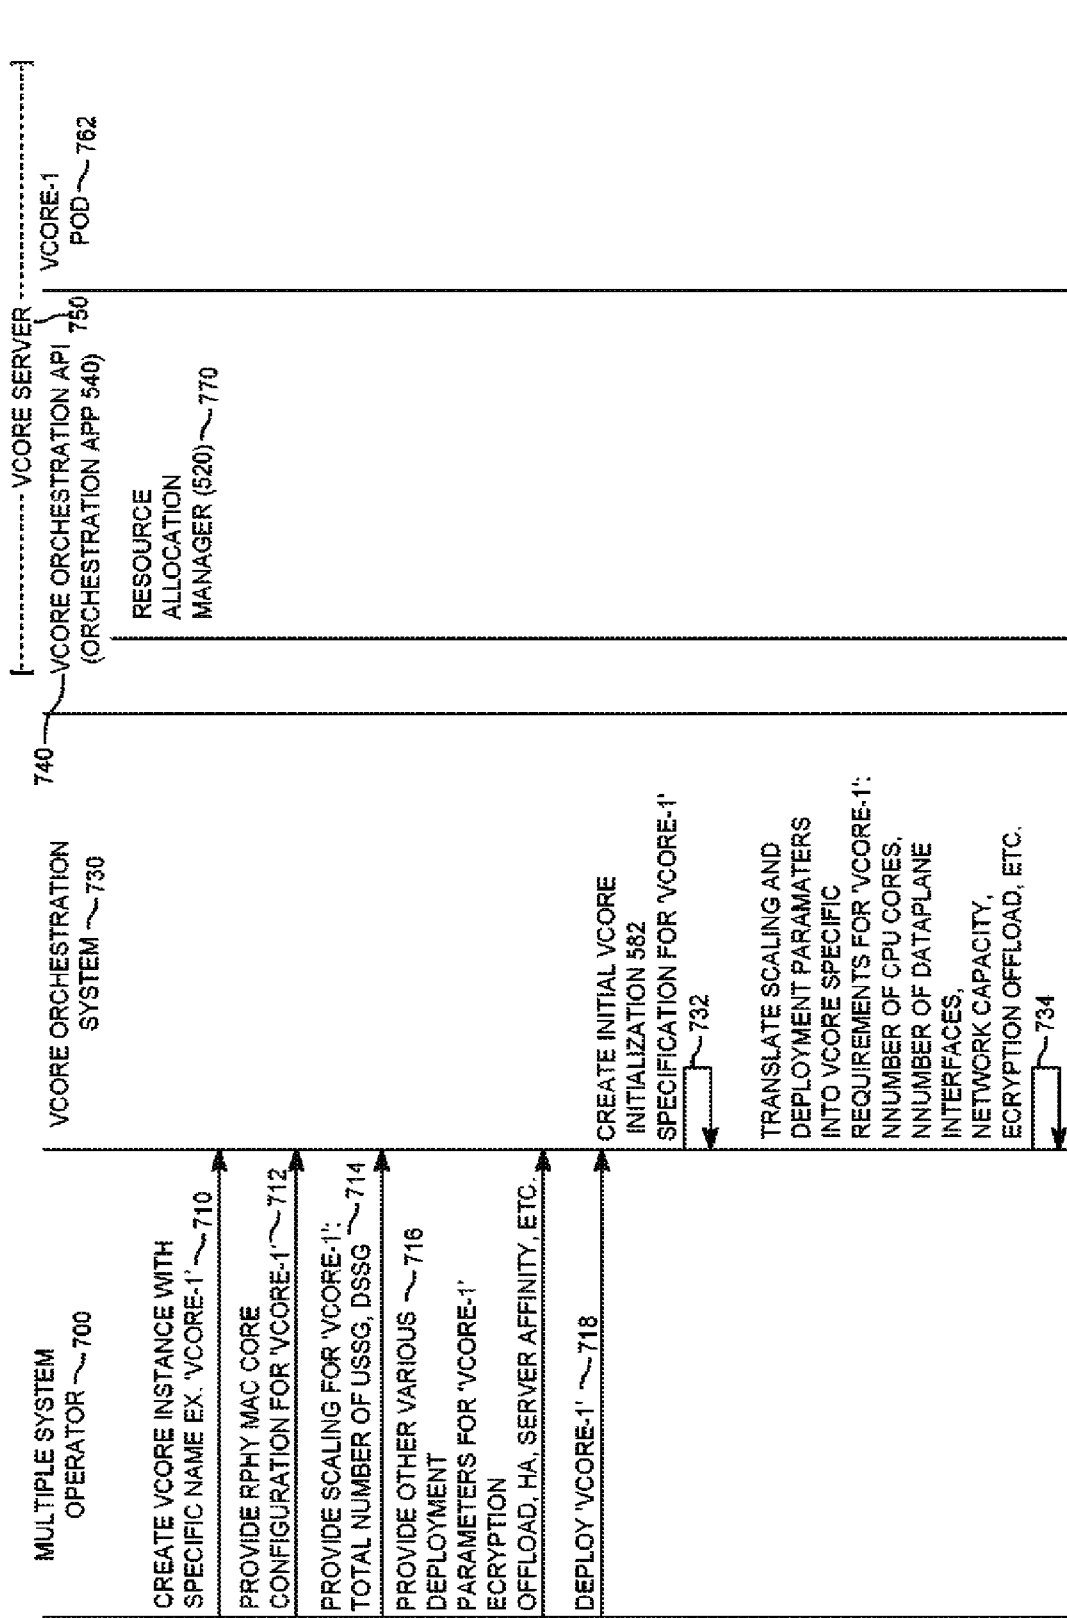 MULTIPLE SYSTEM
OPERATOR 700
VCORE ORCHESTRATION
SYSTEM 730
740
[-------- VCORE SERVER --------]
VCORE ORCHESTRATION API 750
(ORCHESTRATION APP 540)
VCORE-1
POD 762
RESOURCE
ALLOCATION
MANAGER (520) 770
CREATE VCORE INSTANCE WITH
SPECIFIC NAME EX. 'VCORE-1' 710
PROVIDE RPHY MAC CORE
CONFIGURATION FOR 'VCORE-1' 712
PROVIDE SCALING FOR 'VCORE-1':
TOTAL NUMBER OF USSG, DSSG 714
PROVIDE OTHER VARIOUS 716
DEPLOYMENT
PARAMETERS FOR 'VCORE-1'
ECRYPTION
OFFLOAD, HA, SERVER AFFINITY, ETC.
DEPLOY 'VCORE-1' 718
CREATE INITIAL VCORE
INITIALIZATION 582
SPECIFICATION FOR 'VCORE-1'
732
TRANSLATE SCALING AND
DEPLOYMENT PARAMATERS
INTO VCORE SPECIFIC
REQUIREMENTS FOR 'VCORE-1':
NNUMBER OF CPU CORES,
NNUMBER OF DATAPLANE
INTERFACES,
NETWORK CAPACITY,
ECRYPTION OFFLOAD, ETC.
734